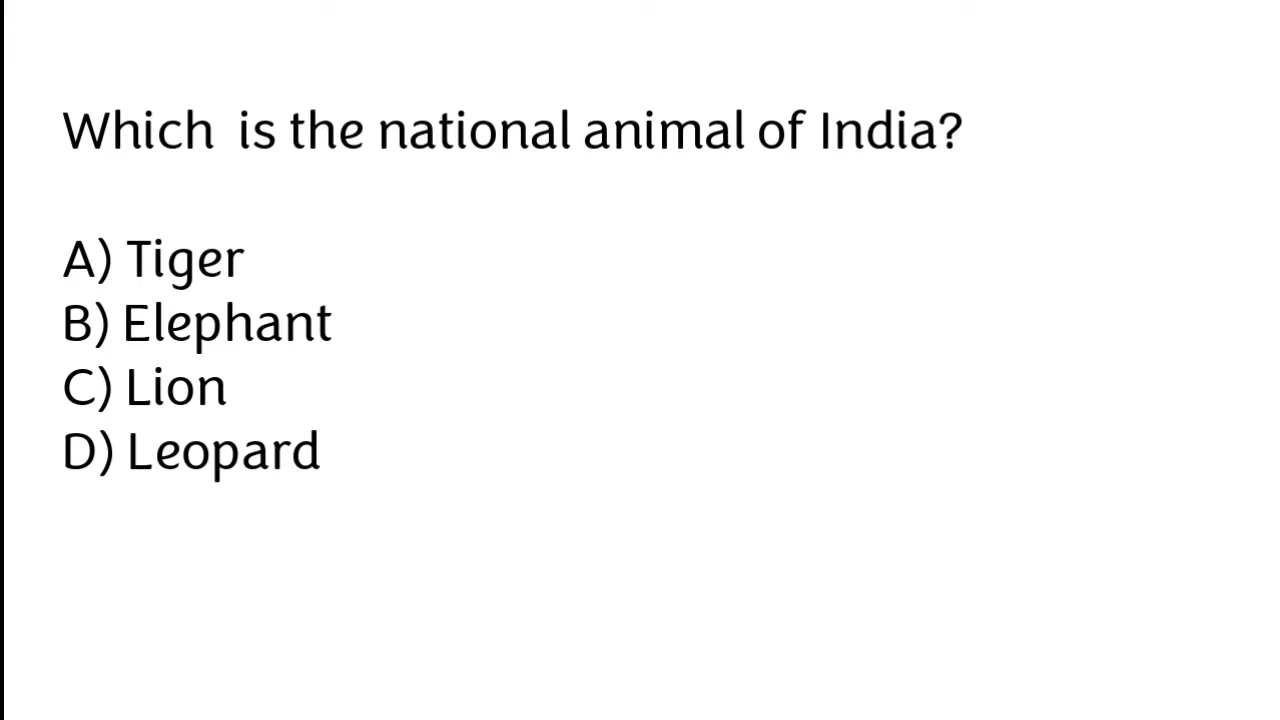 Which is the national animal of India?
A) Tiger
B) Elephant
C) Lion
D) Leopard